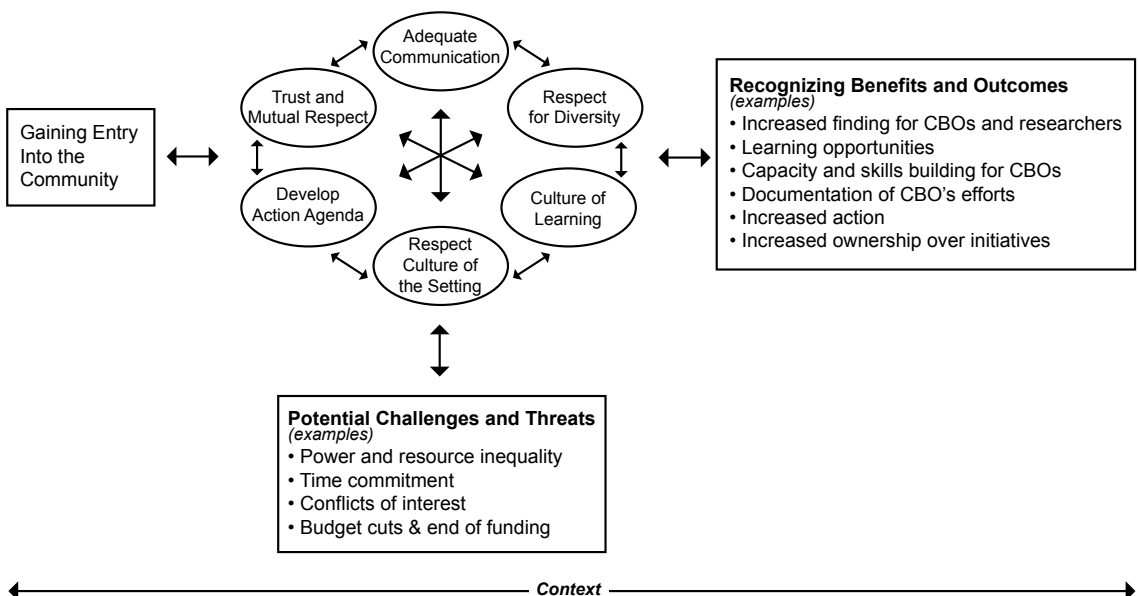 Gaining Entry
Into the
Community
Adequate
Communication
Trust and
Mutual Respect
Respect
for Diversity
Develop
Action Agenda
Culture of
Learning
Respect
Culture of
the Setting
Recognizing Benefits and Outcomes
(examples)
• Increased finding for CBOs and researchers
• Learning opportunities
• Capacity and skills building for CBOs
• Documentation of CBO’s efforts
• Increased action
• Increased ownership over initiatives
Potential Challenges and Threats
(examples)
• Power and resource inequality
• Time commitment
• Conflicts of interest
• Budget cuts & end of funding
Context